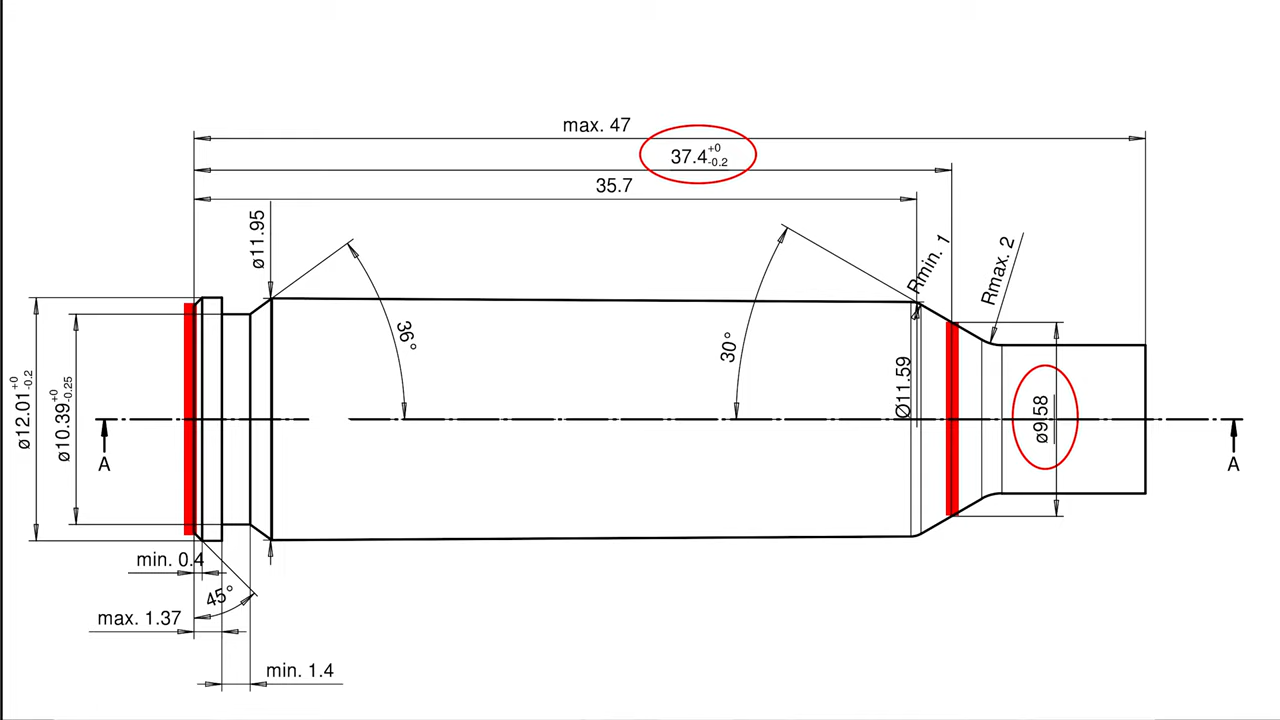 max. 47
37.4 +0 -0.2
35.7
ø11.95
Rmin. 1
Rmax. 2
36°
30°
Ø11.59
ø12.01 +0 -0.2
ø10.39 +0 -0.25
ø9.58
A
A
min. 0.4
45°
max. 1.37
min. 1.4